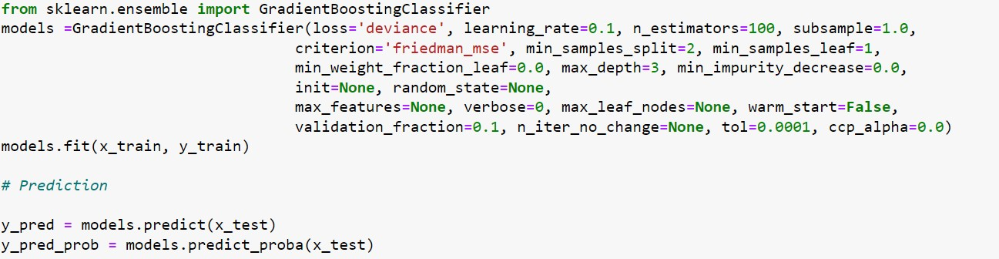 from sklearn.ensemble import GradientBoostingClassifier
models =GradientBoostingClassifier(loss='deviance', learning_rate=0.1, n_estimators=100, subsample=1.0,
                                 criterion='friedman_mse', min_samples_split=2, min_samples_leaf=1,
                                 min_weight_fraction_leaf=0.0, max_depth=3, min_impurity_decrease=0.0,
                                 init=None, random_state=None,
                                 max_features=None, verbose=0, max_leaf_nodes=None, warm_start=False,
                                 validation_fraction=0.1, n_iter_no_change=None, tol=0.0001, ccp_alpha=0.0)
models.fit(x_train, y_train)

# Prediction

y_pred = models.predict(x_test)
y_pred_prob = models.predict_proba(x_test)